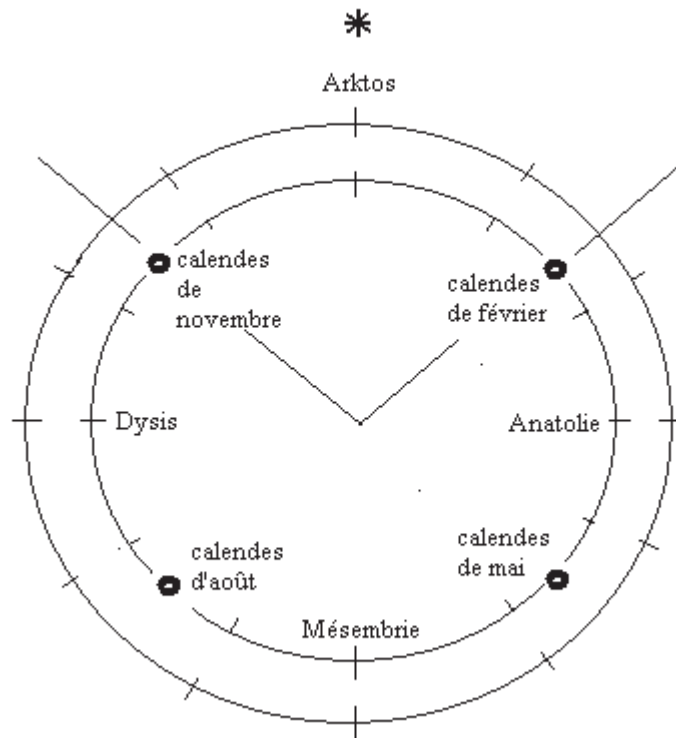 Arktos
calendes
de
novembre
calendes
de février
Dysis
Anatolie
calendes
d'août
calendes
de mai
Mésembrie